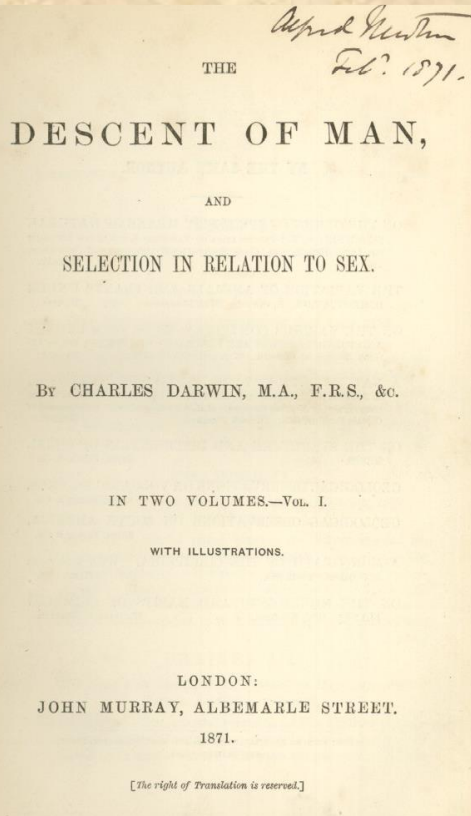 Alfred Newton
Feb. 1871.
THE
DESCENT OF MAN,
AND
SELECTION IN RELATION TO SEX.
BY CHARLES DARWIN, M.A., F.R.S., &c.
IN TWO VOLUMES.—VOL. I.
WITH ILLUSTRATIONS.
LONDON:
JOHN MURRAY, ALBEMARLE STREET.
1871.
[The right of Translation is reserved.]